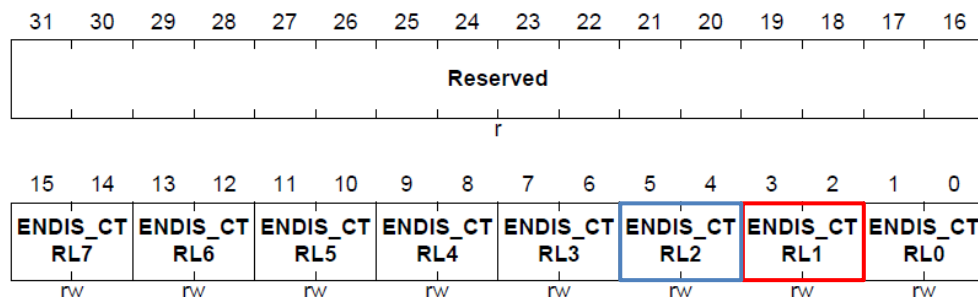 31 30 29 28 27 26 25 24 23 22 21 20 19 18 17 16
Reserved
r
15 14 13 12 11 10 9 8 7 6 5 4 3 2 1 0
ENDIS_CT ENDIS_CT ENDIS_CT ENDIS_CT ENDIS_CT ENDIS_CT ENDIS_CT ENDIS_CT
RL7 RL6 RL5 RL4 RL3 RL2 RL1 RL0
rw rw rw rw rw rw rw rw